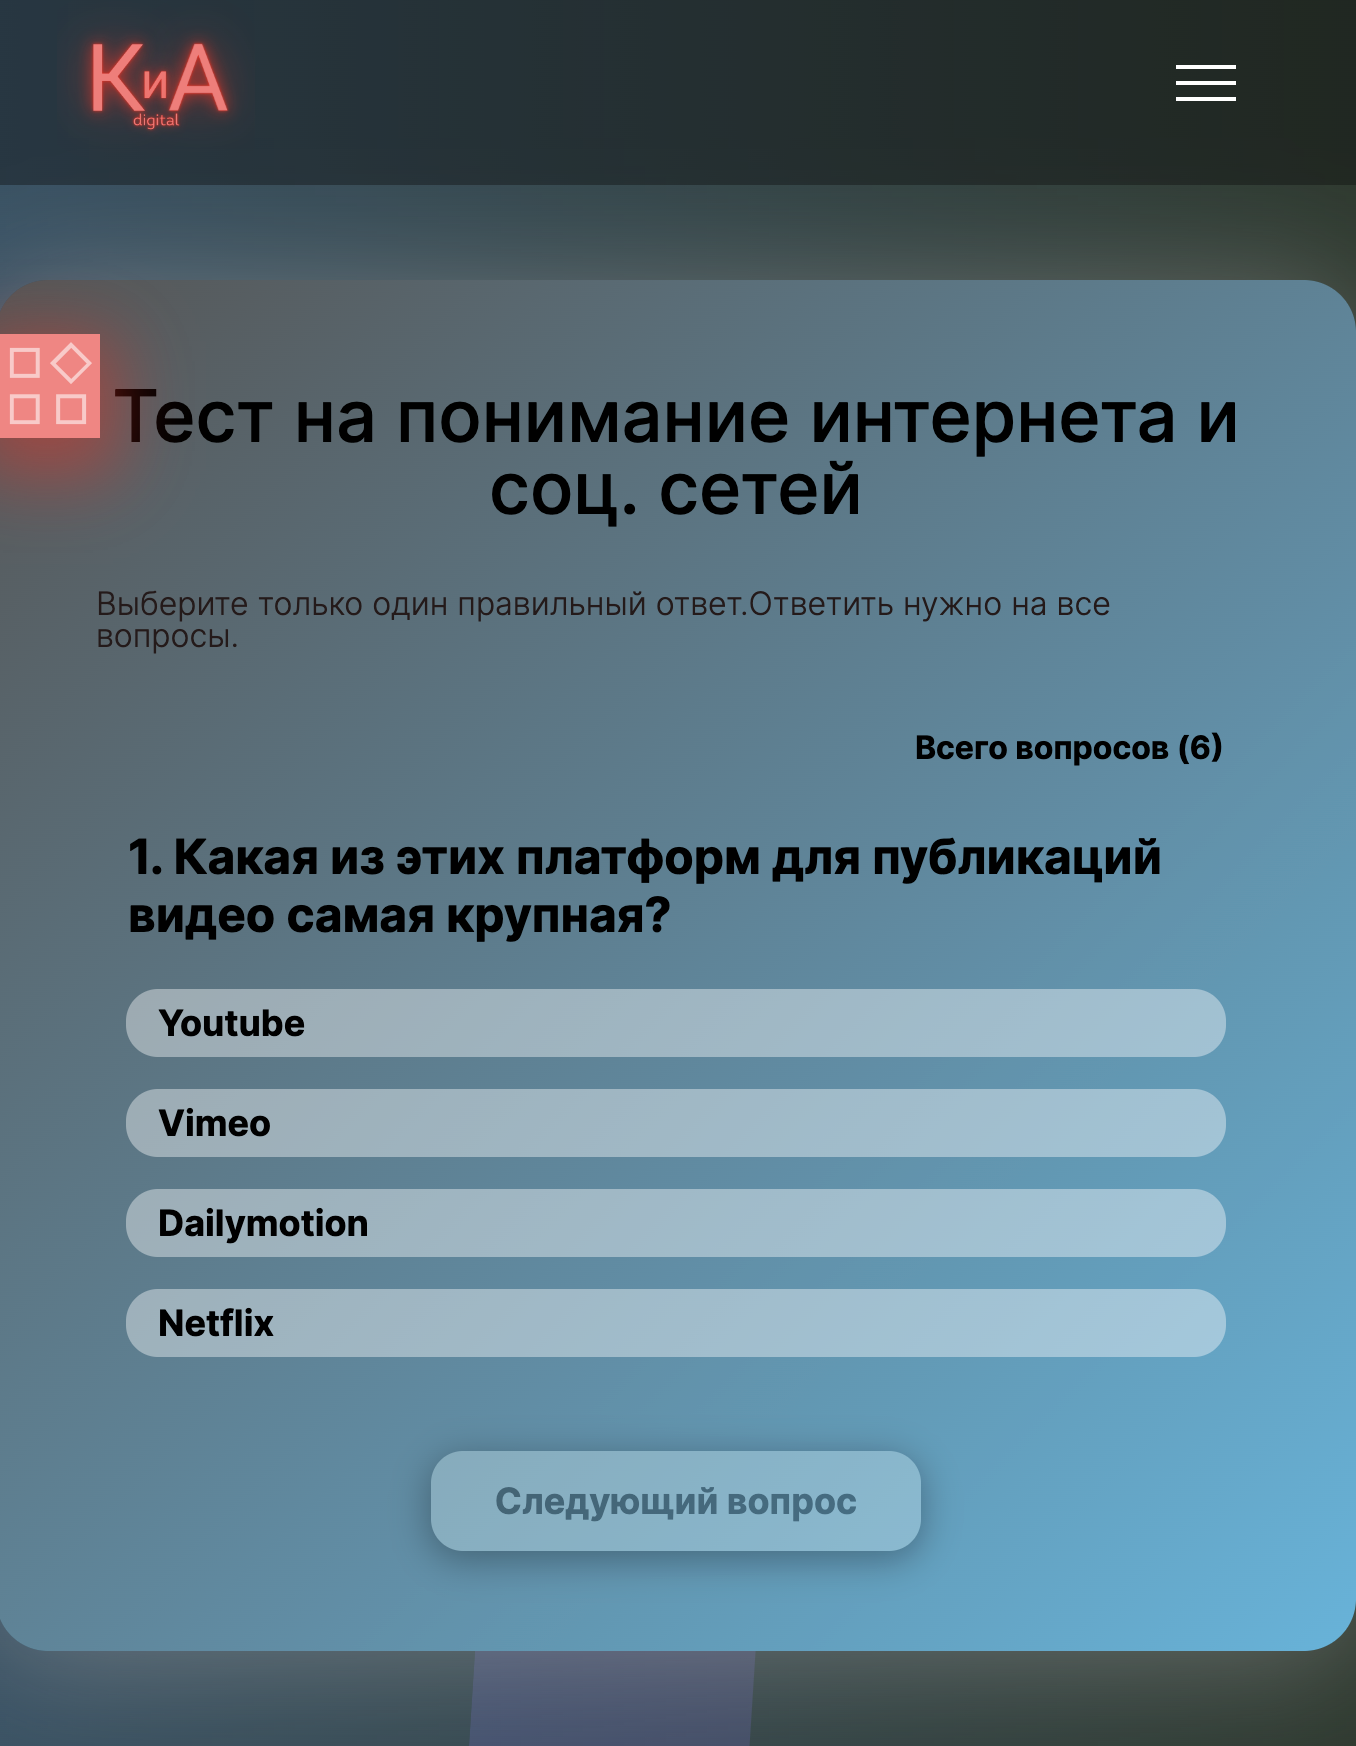 КиА
digital
Тест на понимание интернета и
соц. сетей
Выберите только один правильный ответ.Ответить нужно на все
вопросы.
Всего вопросов (6)
1. Какая из этих платформ для публикаций
видео самая крупная?
Youtube
Vimeo
Dailymotion
Netflix
Следующий вопрос